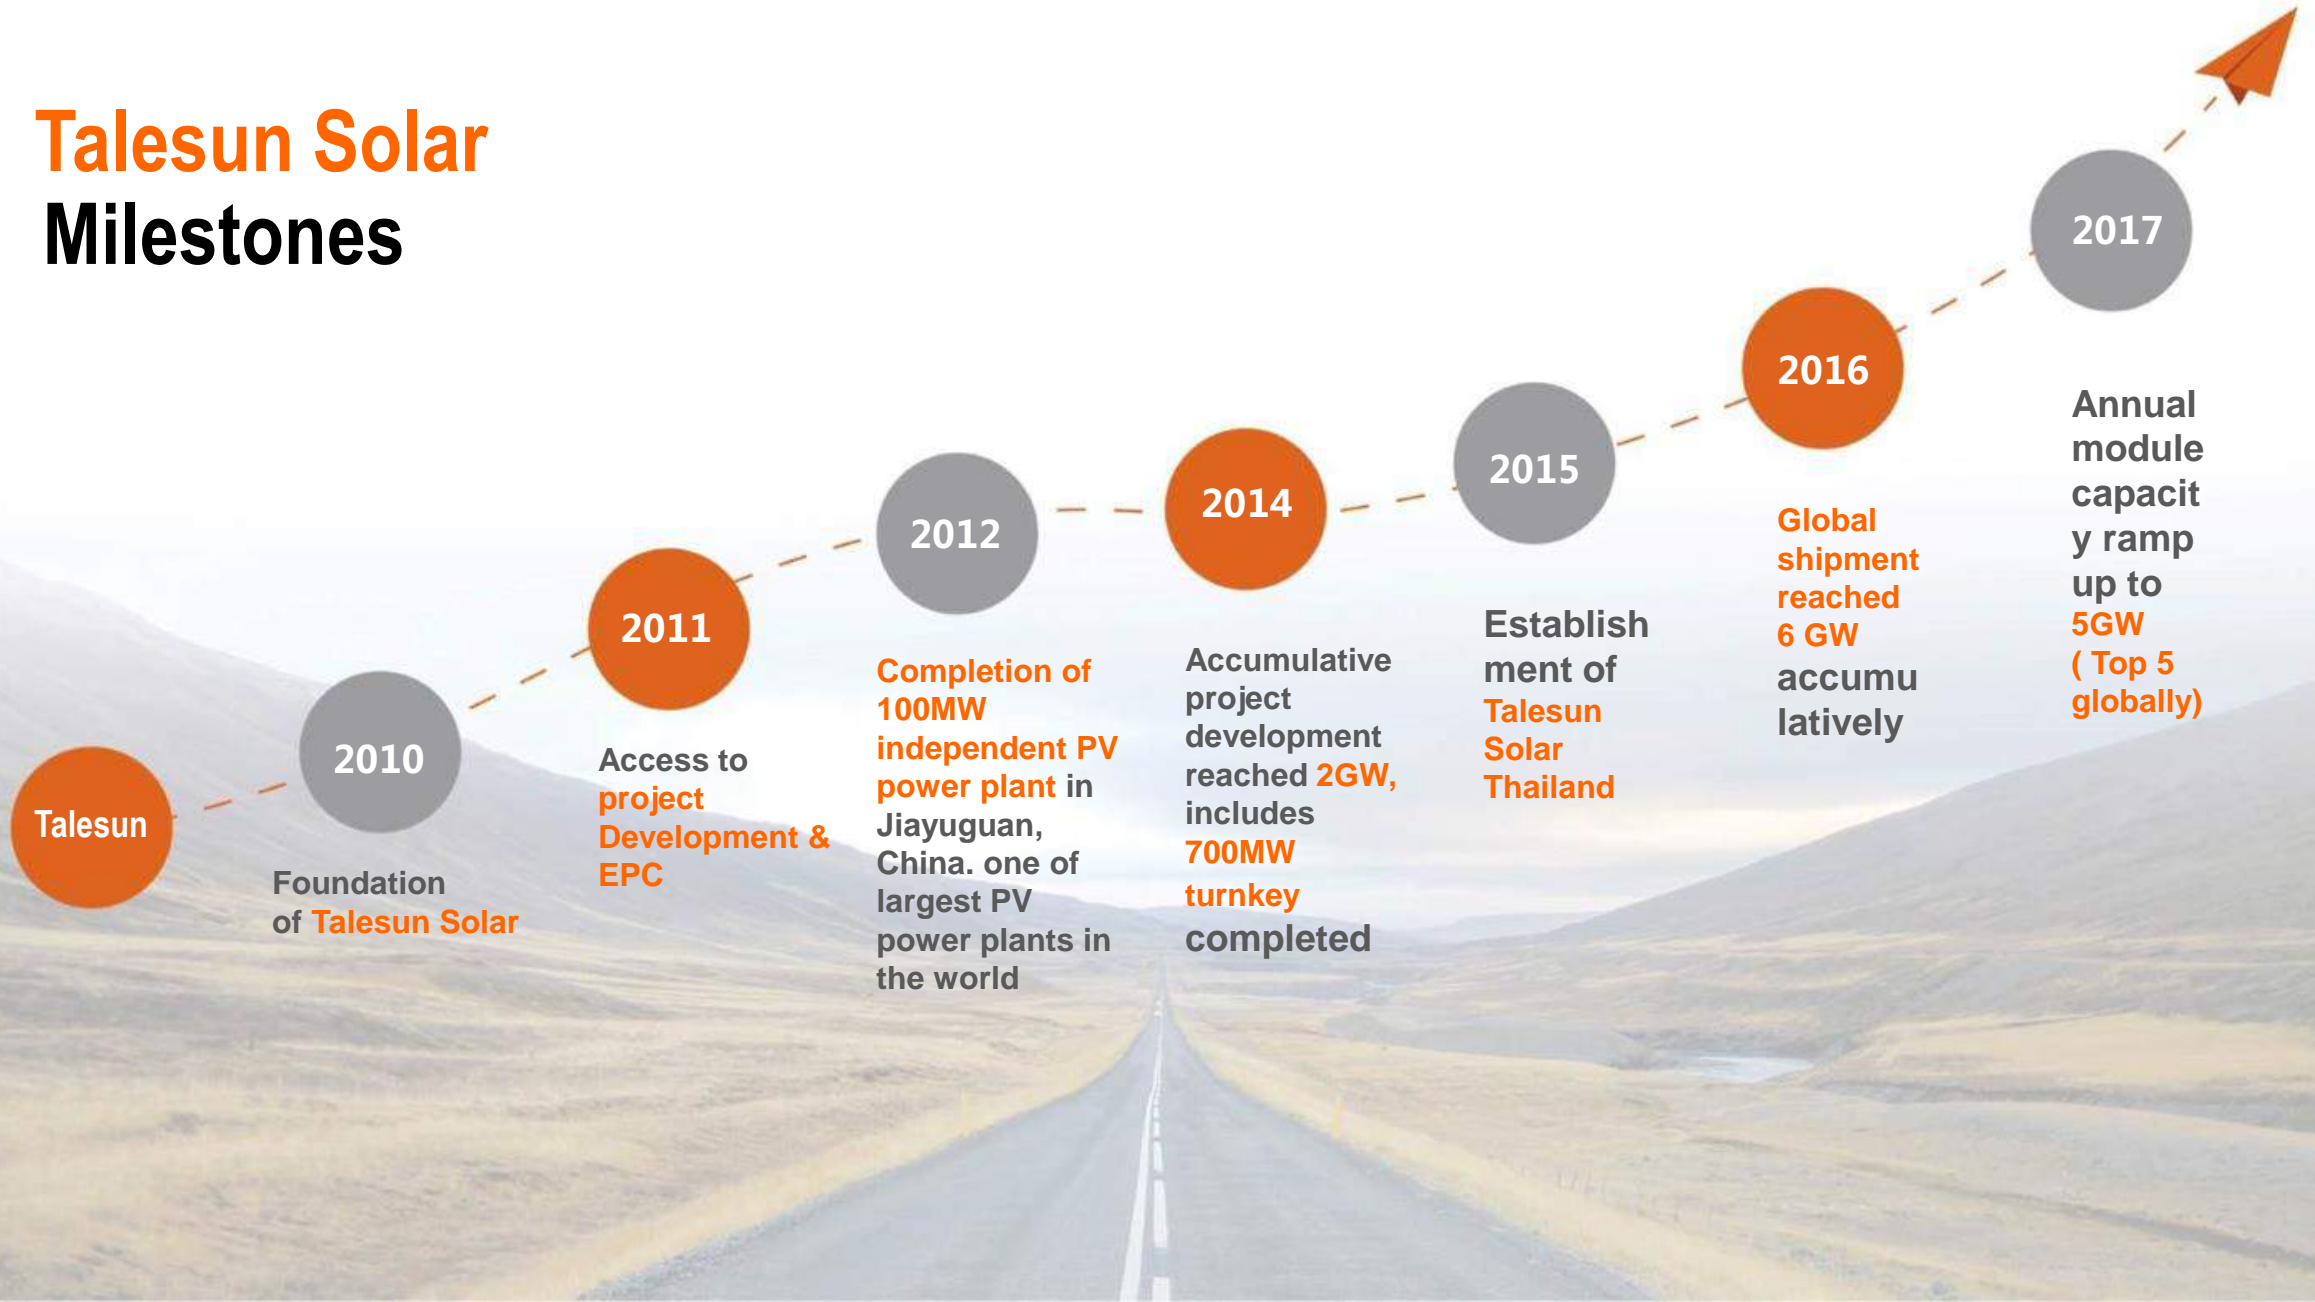 Talesun Solar
Milestones
Talesun
2010
Foundation
of Talesun Solar
2011
Access to
project
Development &
EPC
2012
Completion of
100MW
independent PV
power plant in
Jiayuguan,
China. one of
largest PV
power plants in
the world
2014
Accumulative
project
development
reached 2GW,
includes
700MW
turnkey
completed
2015
Establish
ment of
Talesun
Solar
Thailand
2016
Global
shipment
reached
6 GW
accumu
latively
2017
Annual
module
capacit
y ramp
up to
5GW
( Top 5
globally)